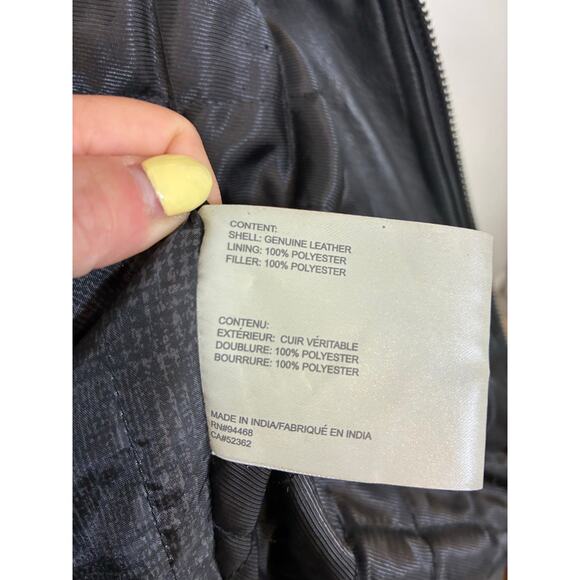 CONTENT:
SHELL: GENUINE LEATHER
LINING: 100% POLYESTER
FILLER: 100% POLYESTER
CONTENU:
EXTÉRIEUR: CUIR VÉRITABLE
DOUBLURE: 100% POLYESTER
BOURRURE: 100% POLYESTER
MADE IN INDIA/FABRIQUÉ EN INDIA
RN#94468
CA#52362